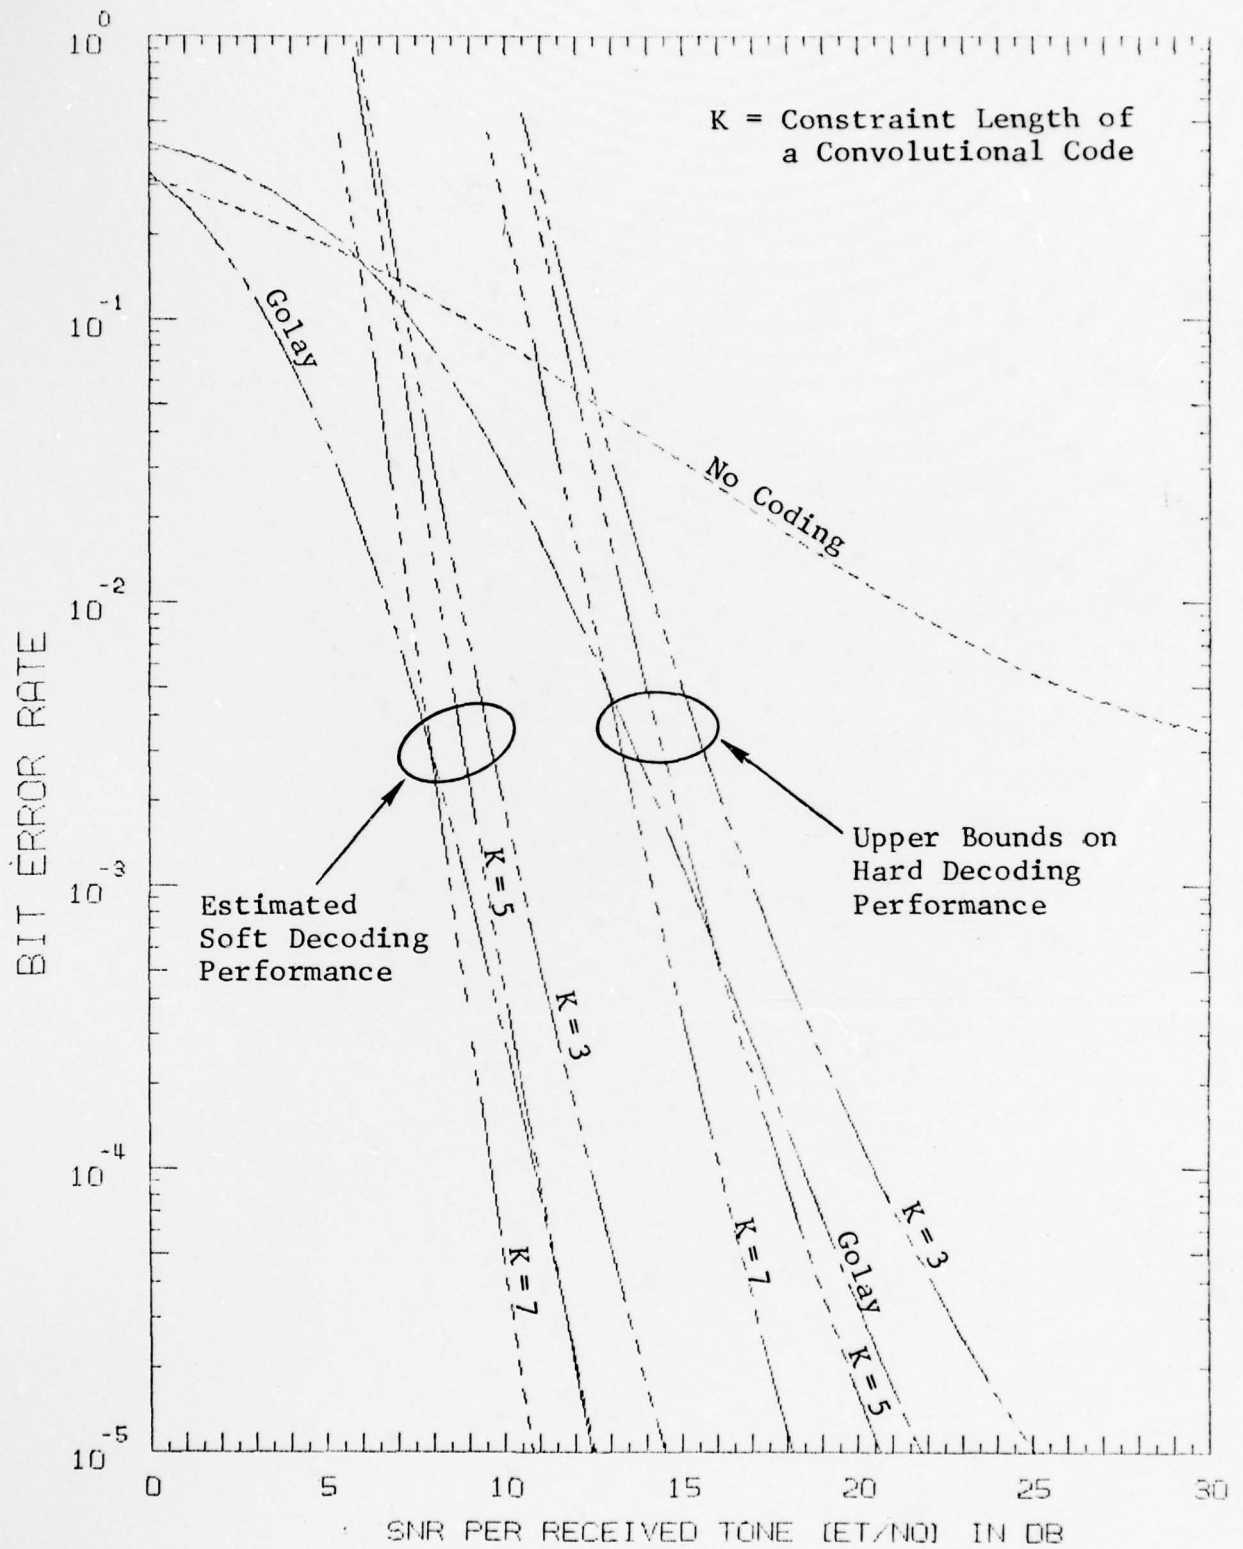 10^0
K = Constraint Length of
a Convolutional Code
Golay
10^-1
No Coding
10^-2
BIT ERROR RATE
Upper Bounds on
Hard Decoding
Performance
10^-3
K = 5
Estimated
Soft Decoding
Performance
K = 3
10^-4
K = 7
K = 7
Golay
K = 3
K = 5
10^-5
0 5 10 15 20 25 30
SNR PER RECEIVED TONE [ET/NO] IN DB